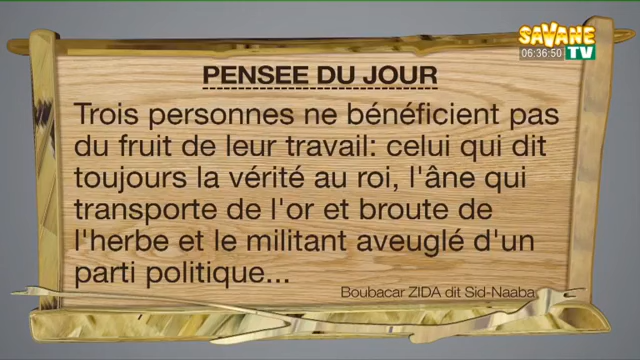 SAVANE
TV
06:36:50
PENSEE DU JOUR
Trois personnes ne bénéficient pas
du fruit de leur travail: celui qui dit
toujours la vérité au roi, l'âne qui
transporte de l'or et broute de
l'herbe et le militant aveuglé d'un
parti politique...
Boubacar ZIDA dit Sid-Naaba